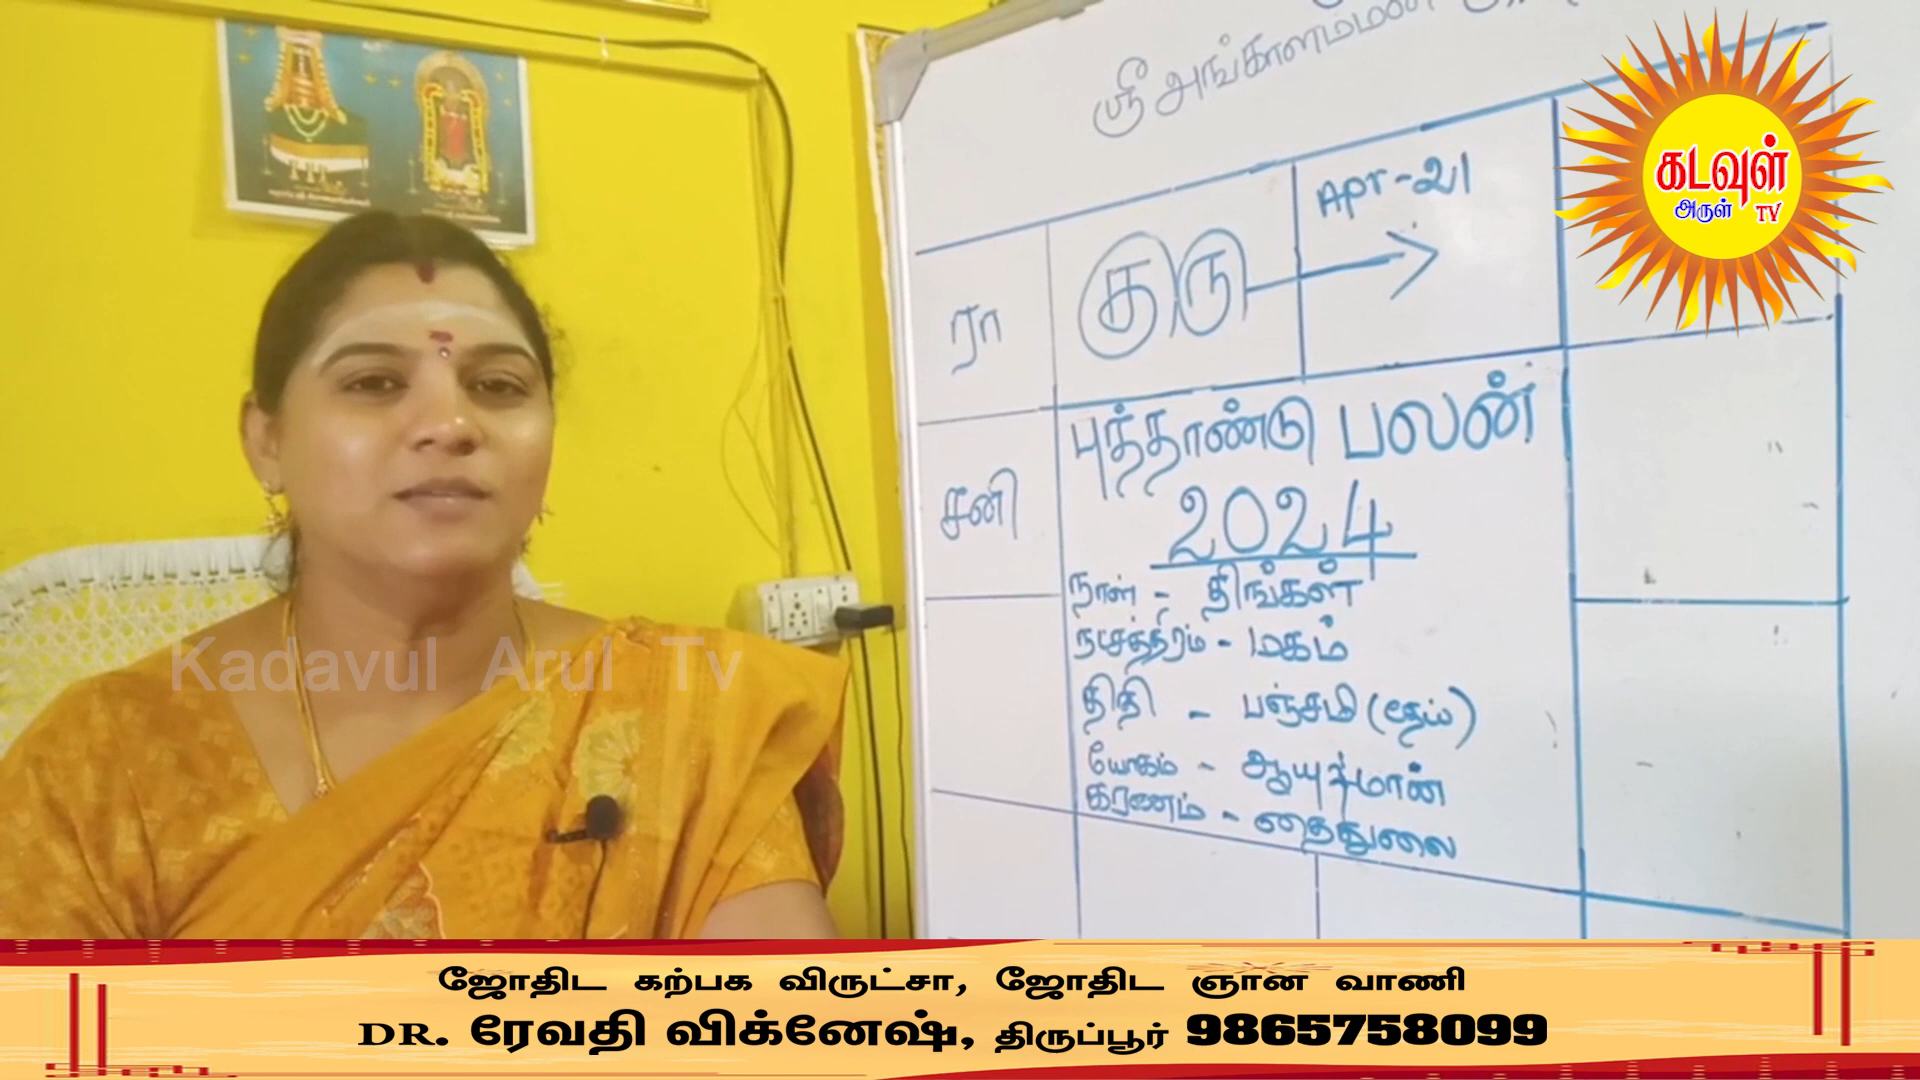 ஸ்ரீ அங்காளம்மன்
கடவுள்
அருள் TV
Apr-21
ரா
குரு
புத்தாண்டு பலன்
2024
சனி
நாள் - திங்கள்
நட்சத்திரம் - மகம்
திதி - பஞ்சமி (தேய்)
யோகம் - ஆயுஷ்மான்
கரணம் - தைதுலை
Kadavul Arul Tv
ஜோதிட கற்பக விருட்சா, ஜோதிட ஞான வாணி
DR. ரேவதி விக்னேஷ், திருப்பூர் 9865758099